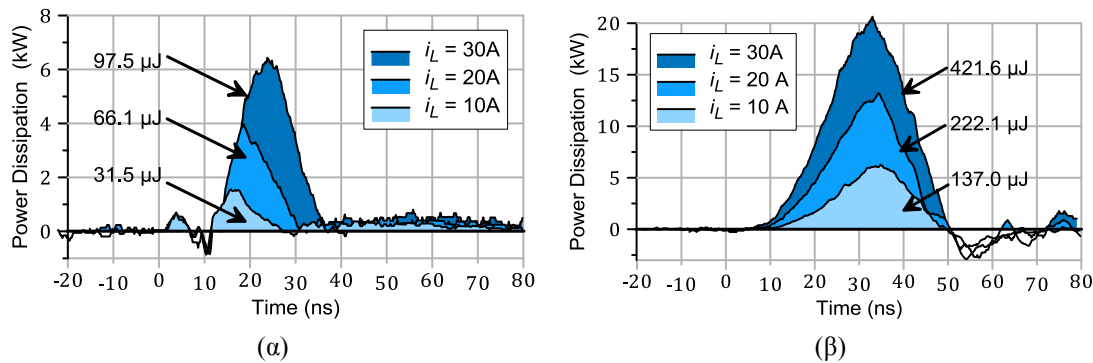 8
6
4
2
0
Power Dissipation (kW)
97.5 µJ
66.1 µJ
31.5 µJ
iL = 30A
iL = 20A
iL = 10A
-20 -10 0 10 20 30 40 50 60 70 80
Time (ns)
(α)
20
15
10
5
0
Power Dissipation (kW)
iL = 30A
iL = 20 A
iL = 10 A
421.6 µJ
222.1 µJ
137.0 µJ
-20 -10 0 10 20 30 40 50 60 70 80
Time (ns)
(β)